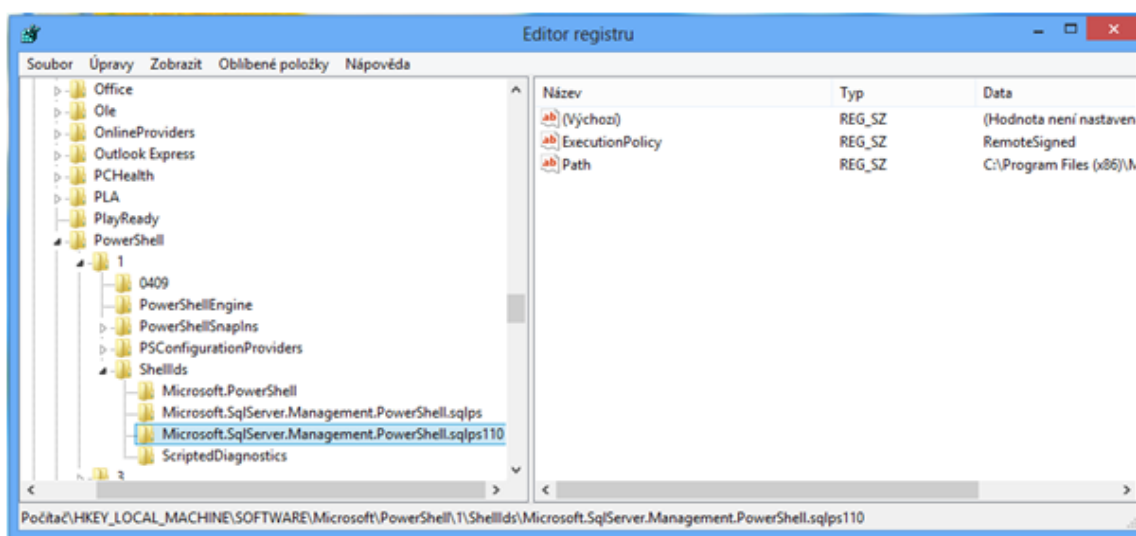 Editor registru
Soubor Úpravy Zobrazit Oblíbené položky Nápověda
Office
Ole
OnlineProviders
Outlook Express
PCHealth
PLA
PlayReady
PowerShell
1
0409
PowerShellEngine
PowerShellSnapIns
PSConfigurationProviders
ShellIds
Microsoft.PowerShell
Microsoft.SqlServer.Management.PowerShell.sqlps
Microsoft.SqlServer.Management.PowerShell.sqlps110
ScriptedDiagnostics
3
Název Typ Data
(Výchozí) REG_SZ (Hodnota není nastaven
ExecutionPolicy REG_SZ RemoteSigned
Path REG_SZ C:\Program Files (x86)\M
Počítač\HKEY_LOCAL_MACHINE\SOFTWARE\Microsoft\PowerShell\1\ShellIds\Microsoft.SqlServer.Management.PowerShell.sqlps110